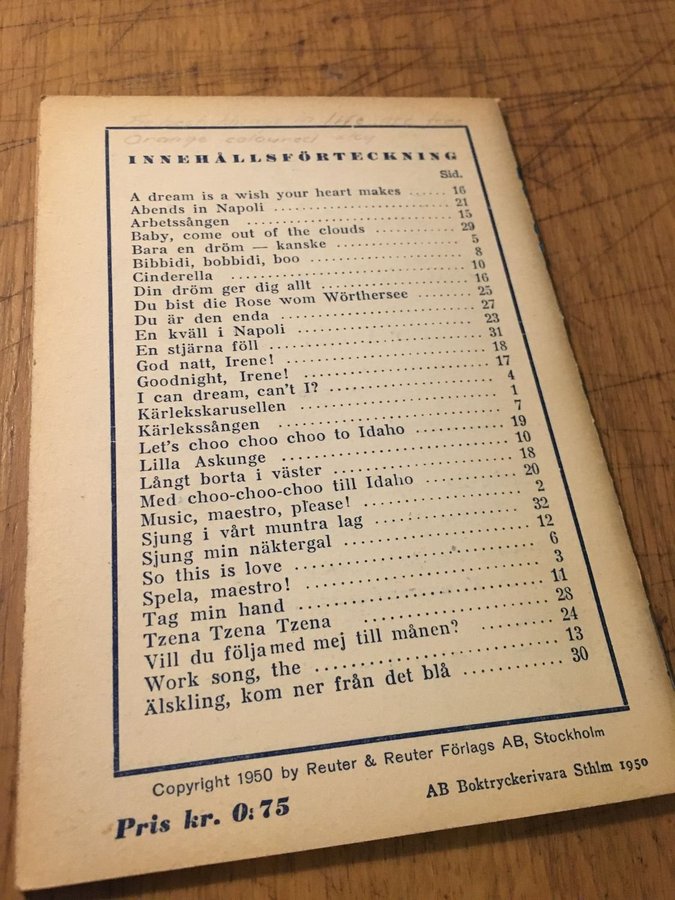 things in life are free
Orange coloured sky
INNEHÅLLSFÖRTECKNING
Sid.
A dream is a wish your heart makes ...... 16
Abends in Napoli ...................... 21
Arbetssången ...................... 15
Baby, come out of the clouds ............ 29
Bara en dröm — kanske ................ 5
Bibbidi, bobbidi, boo .................... 8
Cinderella ............................ 10
Din dröm ger dig allt .................... 16
Du bist die Rose wom Wörthersee ........ 25
Du är den enda ........................ 27
En kväll i Napoli ...................... 23
En stjärna föll ........................ 31
God natt, Irene! ...................... 18
Goodnight, Irene! ...................... 17
I can dream, can't I? .................... 4
Kärlekskarusellen ...................... 1
Kärlekssången ........................ 7
Let's choo choo choo to Idaho .......... 19
Lilla Askunge ........................ 10
Långt borta i väster .................... 18
Med choo-choo-choo till Idaho .......... 20
Music, maestro, please! .................. 2
Sjung i vårt muntra lag ................ 32
Sjung min näktergal .................... 12
So this is love ........................ 6
Spela, maestro! ........................ 3
Tag min hand ........................ 11
Tzena Tzena Tzena .................... 28
Vill du följa med mej till månen? ........ 24
Work song, the ........................ 13
Älskling, kom ner från det blå .......... 30
Copyright 1950 by Reuter & Reuter Förlags AB, Stockholm
Pris kr. 0:75
AB Boktryckerivara Sthlm 1950